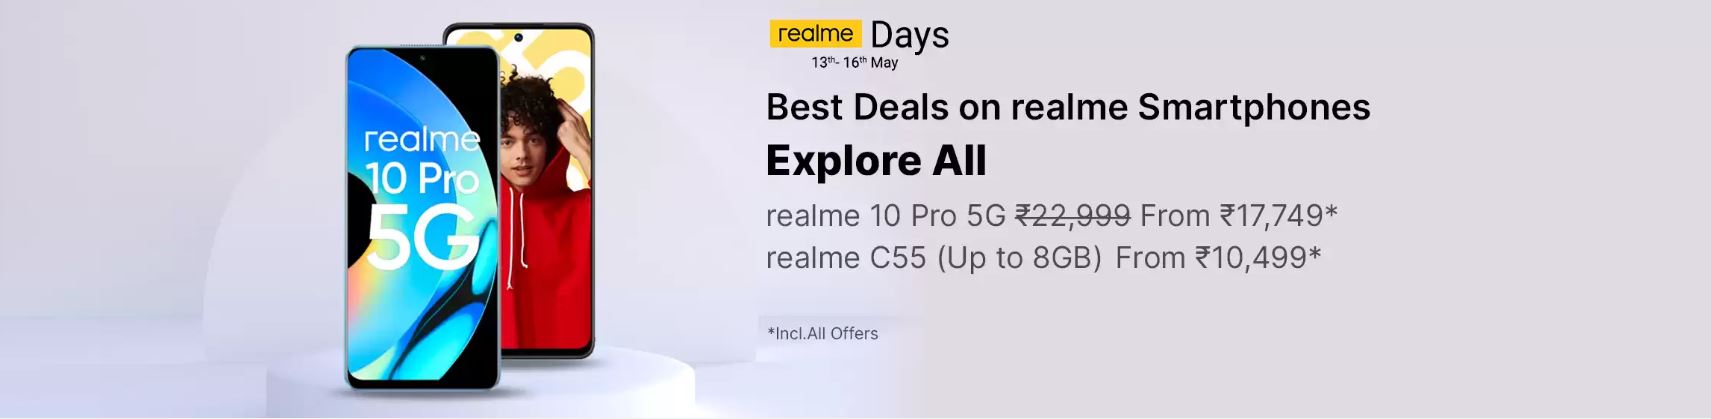 realme
10 Pro
5G
realme Days
13th- 16th May
Best Deals on realme Smartphones
Explore All
realme 10 Pro 5G ₹22,999 From ₹17,749*
realme C55 (Up to 8GB) From ₹10,499*
*Incl.All Offers